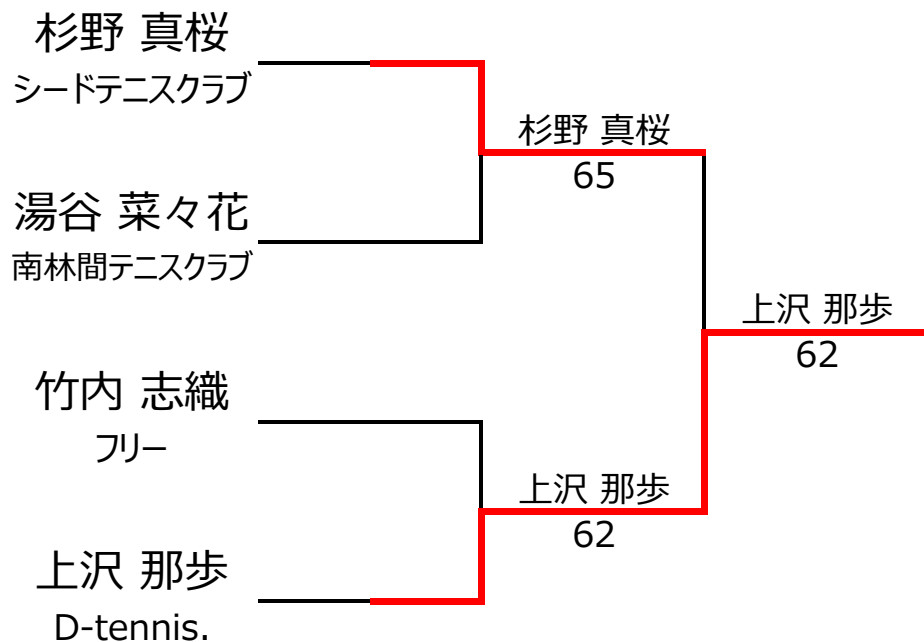 杉野 真桜
シードテニスクラブ
湯谷 菜々花
南林間テニスクラブ
竹内 志織
フリー
上沢 那歩
D-tennis.
杉野 真桜
65
上沢 那歩
62
上沢 那歩
62